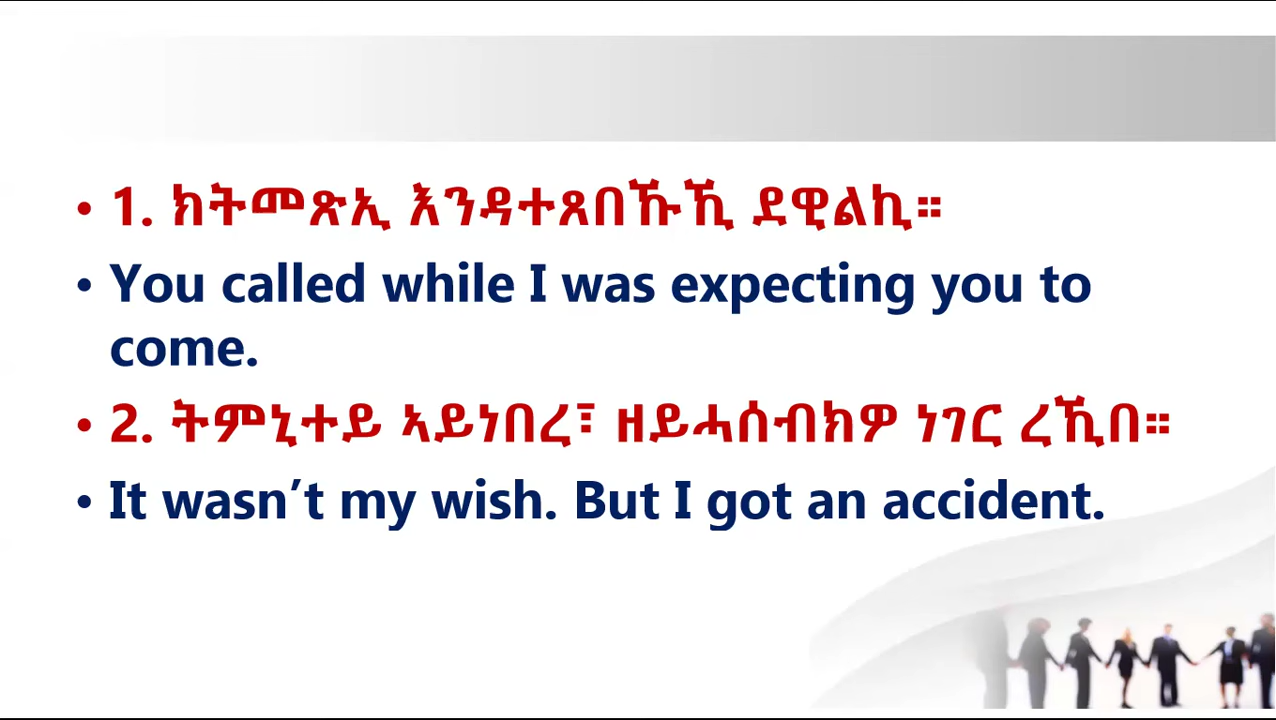 • 1. ክትመጽኢ እንዳተጸበኹኺ ደዊልኪ።
• You called while I was expecting you to
come.
• 2. ትምኒተይ ኣይነበረ፣ ዘይሓሰብክዎ ነገር ረኺበ።
• It wasn’t my wish. But I got an accident.